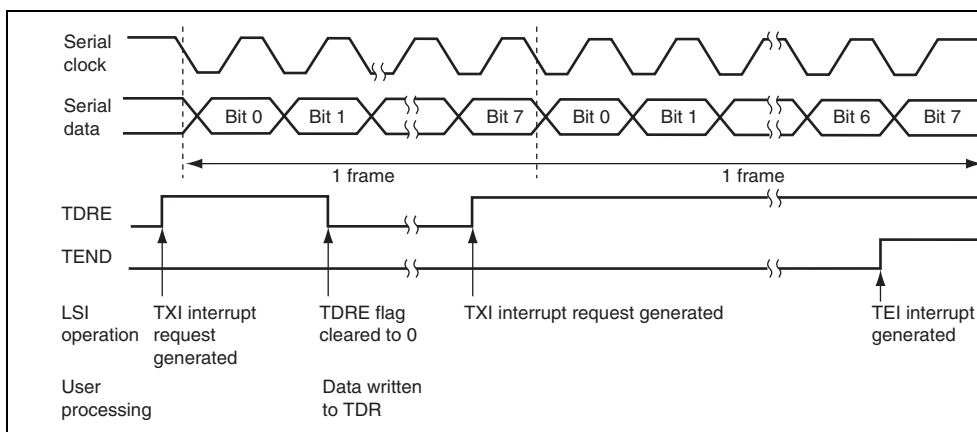 Serial
clock
Serial
data
Bit 0
Bit 1
Bit 7
Bit 0
Bit 1
Bit 6
Bit 7
1 frame
1 frame
TDRE
TEND
LSI
operation
TXI interrupt
request
generated
TDRE flag
cleared to 0
TXI interrupt request generated
TEI interrupt
generated
User
processing
Data written
to TDR